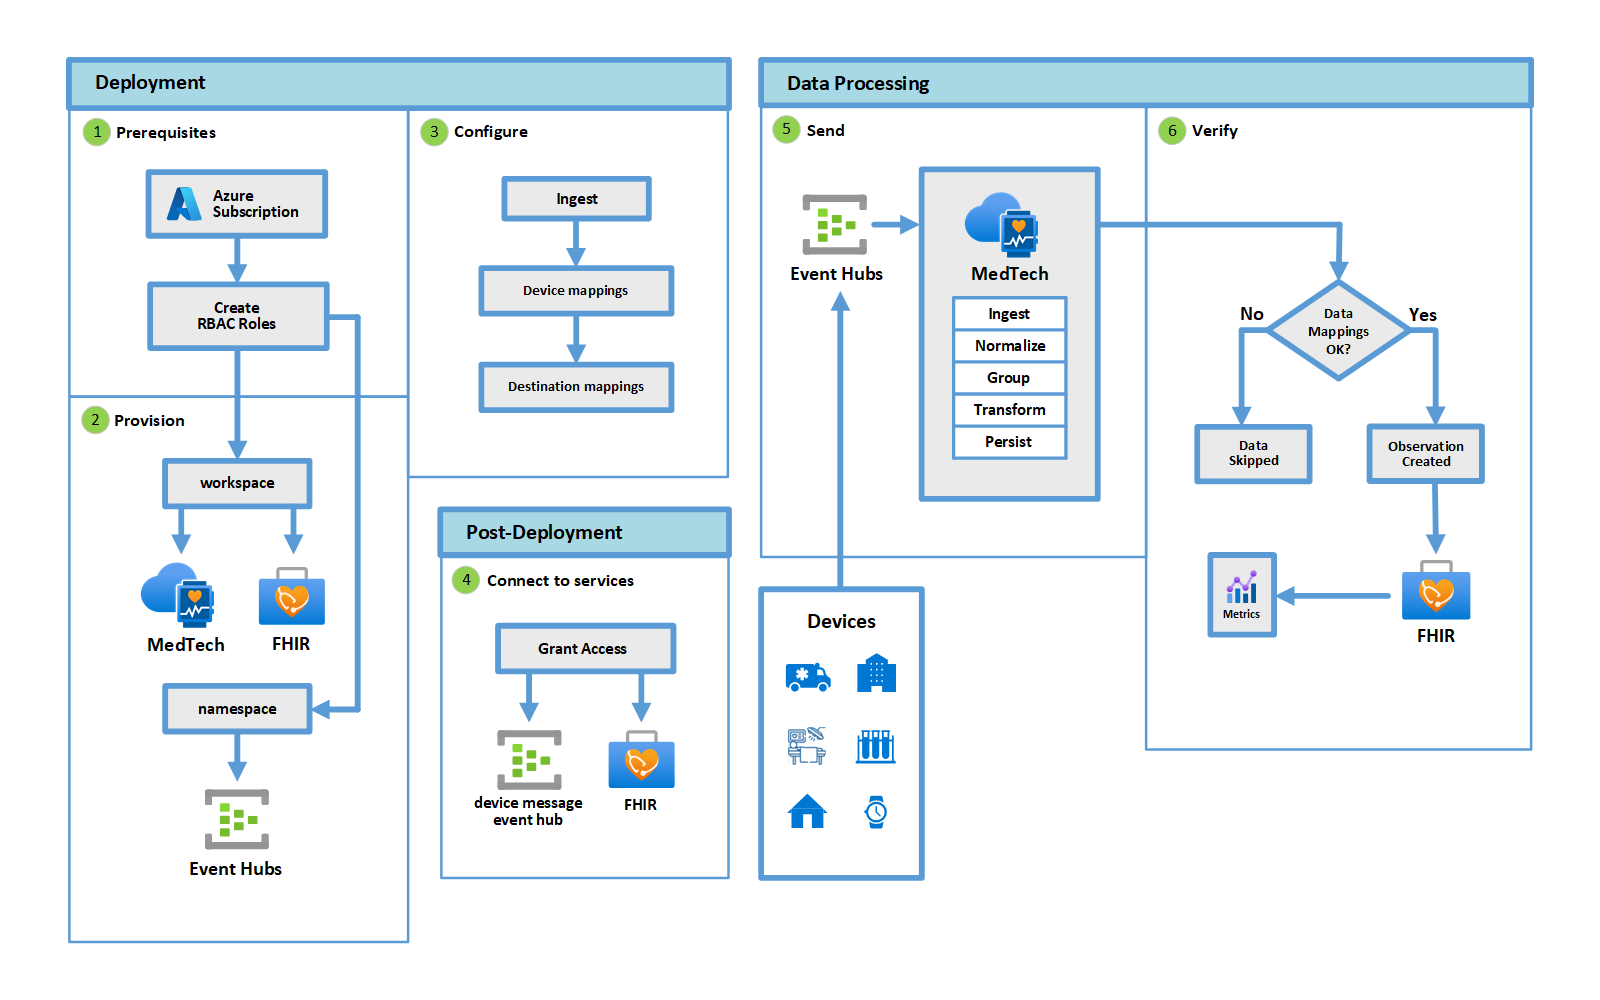 Deployment
1 Prerequisites
Azure
Subscription
Create
RBAC Roles
2 Provision
workspace
MedTech
FHIR
namespace
Event Hubs
3 Configure
Ingest
Device mappings
Destination mappings
Post-Deployment
4 Connect to services
Grant Access
device message
event hub
FHIR
Data Processing
5 Send
Event Hubs
MedTech
Ingest
Normalize
Group
Transform
Persist
Devices
6 Verify
Data
Mappings
OK?
No
Yes
Data
Skipped
Observation
Created
Metrics
FHIR